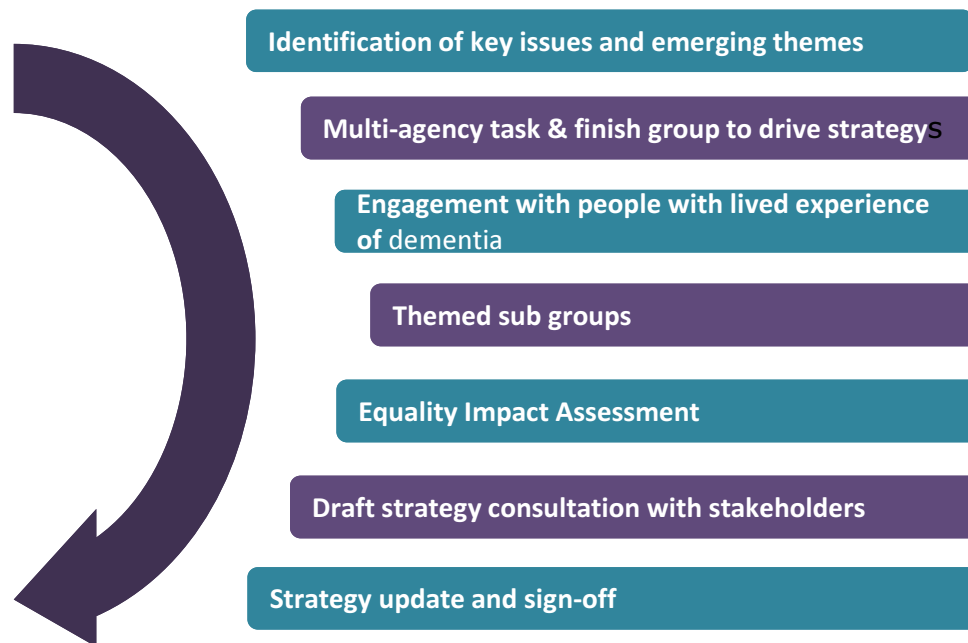 Identification of key issues and emerging themes
Multi-agency task & finish group to drive strategys
Engagement with people with lived experience
of dementia
Themed sub groups
Equality Impact Assessment
Draft strategy consultation with stakeholders
Strategy update and sign-off